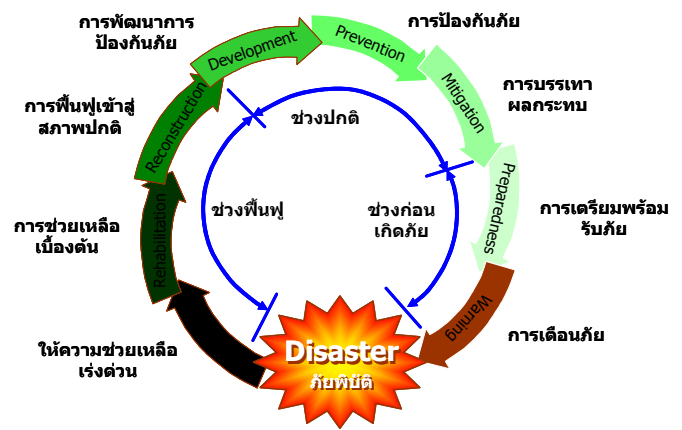 การพัฒนาการ
ป้องกันภัย
Development
Prevention
การป้องกันภัย
Mitigation
การบรรเทา
ผลกระทบ
การฟื้นฟูเข้าสู่
สภาพปกติ
Reconstruction
ช่วงปกติ
Preparedness
การเตรียมพร้อม
รับภัย
การช่วยเหลือ
เบื้องต้น
Rehabilitation
ช่วงฟื้นฟู
ช่วงก่อน
เกิดภัย
Warning
การเตือนภัย
ให้ความช่วยเหลือ
เร่งด่วน
Disaster
ภัยพิบัติ